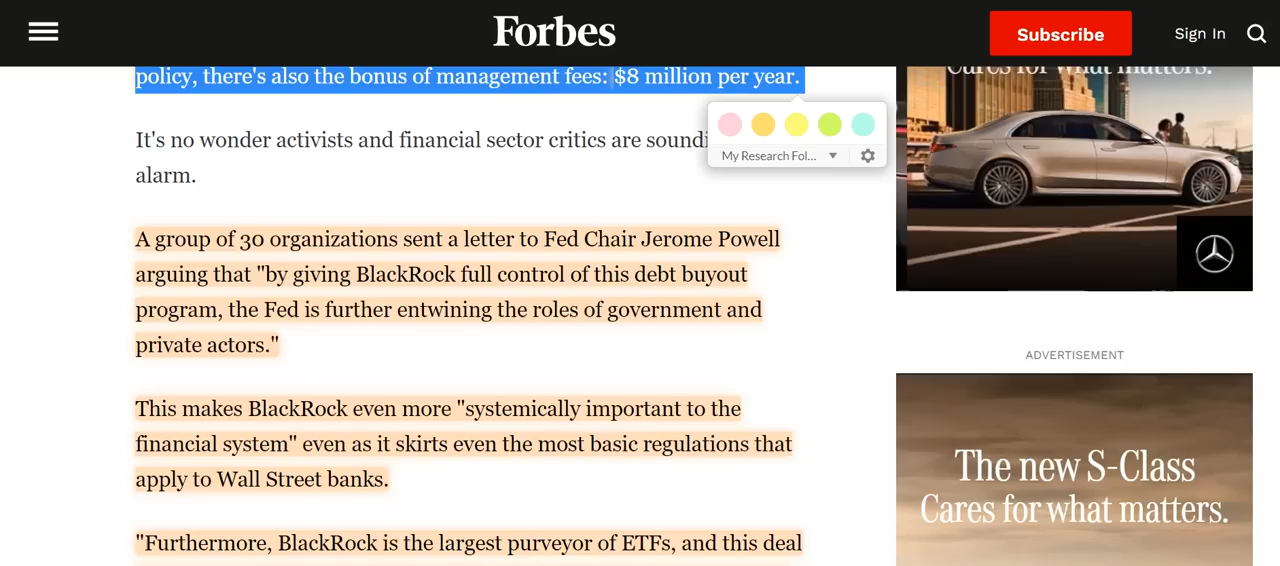 Forbes
Subscribe
Sign In
policy, there's also the bonus of management fees: $8 million per year.
It's no wonder activists and financial sector critics are
alarm.
My Research Fol...
A group of 30 organizations sent a letter to Fed Chair Jerome Powell
arguing that "by giving BlackRock full control of this debt buyout
program, the Fed is further entwining the roles of government and
private actors."
This makes BlackRock even more "systemically important to the
financial system" even as it skirts even the most basic regulations that
apply to Wall Street banks.
"Furthermore, BlackRock is the largest purveyor of ETFs, and this deal
Cares for what matters.
ADVERTISEMENT
The new S-Class
Cares for what matters.